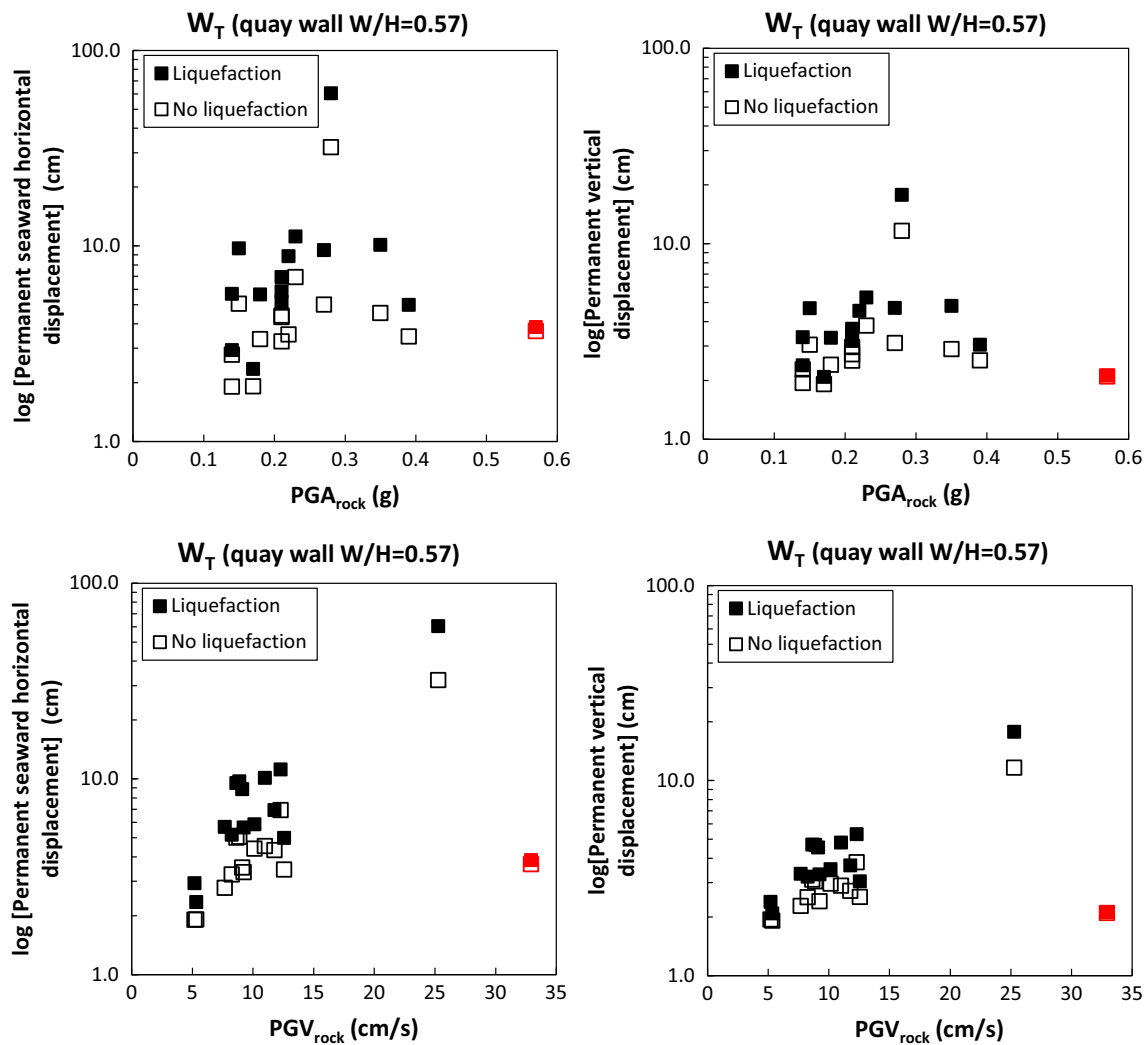 W_T (quay wall W/H=0.57)
log [Permanent seaward horizontal
displacement] (cm)
100.0
10.0
1.0
Liquefaction
No liquefaction
0 0.1 0.2 0.3 0.4 0.5 0.6
PGA_rock (g)
W_T (quay wall W/H=0.57)
log[Permanent vertical
displacement] (cm)
100.0
10.0
1.0
Liquefaction
No liquefaction
0 0.1 0.2 0.3 0.4 0.5 0.6
PGA_rock (g)
W_T (quay wall W/H=0.57)
log [Permanent seaward horizontal
displacement] (cm)
100.0
10.0
1.0
Liquefaction
No liquefaction
0 5 10 15 20 25 30 35
PGV_rock (cm/s)
W_T (quay wall W/H=0.57)
log[Permanent vertical
displacement] (cm)
100.0
10.0
1.0
Liquefaction
No liquefaction
0 5 10 15 20 25 30 35
PGV_rock (cm/s)